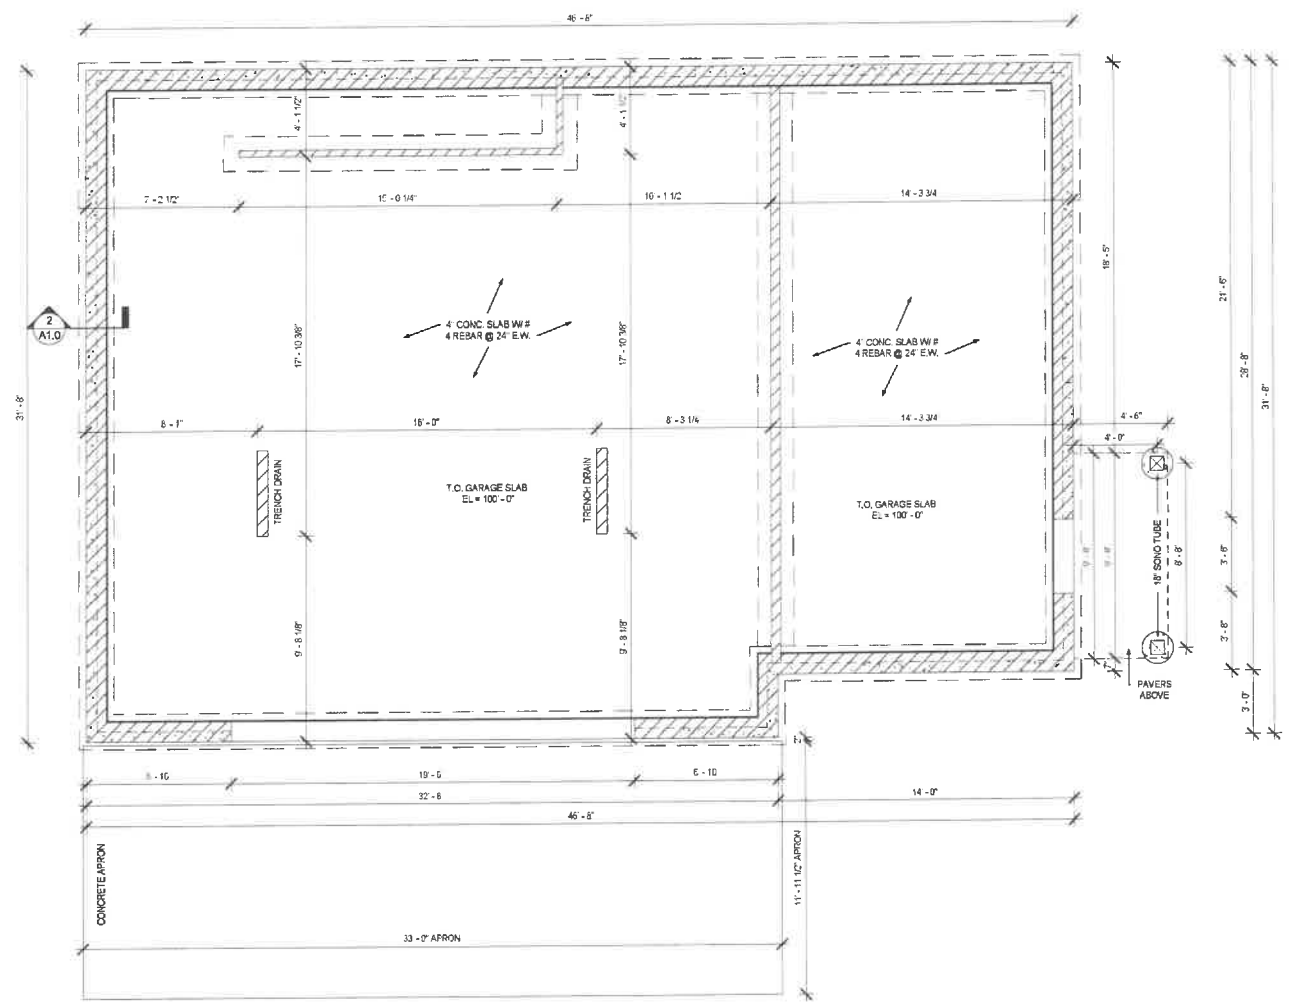 46' - 8"
4' - 1 1/2"
4' - 1 1/2"
7' - 2 1/2"
15' - 0 1/4"
16' - 1 1/2
14' - 3 3/4
18' - 5"
21' - 6"
28' - 8"
31' - 8"
31' - 8"
2
A1.0
17' - 10 3/8"
17' - 10 3/8"
4" CONC. SLAB W/ #
4 REBAR @ 24" E.W.
4" CONC. SLAB W/ #
4 REBAR @ 24" E.W.
8' - 1"
16' - 0"
8' - 3 1/4
14' - 3 3/4
4' - 6"
4' - 0"
TRENCH DRAIN
TRENCH DRAIN
T.O. GARAGE SLAB
EL = 100' - 0"
T.O. GARAGE SLAB
EL = 100' - 0"
18" SONO TUBE
8' - 8"
3' - 6"
3' - 8"
3' - 0"
9' - 8 1/8"
9' - 8 1/8"
PAVERS
ABOVE
6 - 10
6 - 10
32' - 8
14' - 0"
46' - 8"
CONCRETE APRON
11' - 11 1/2" APRON
33 - 0" APRON